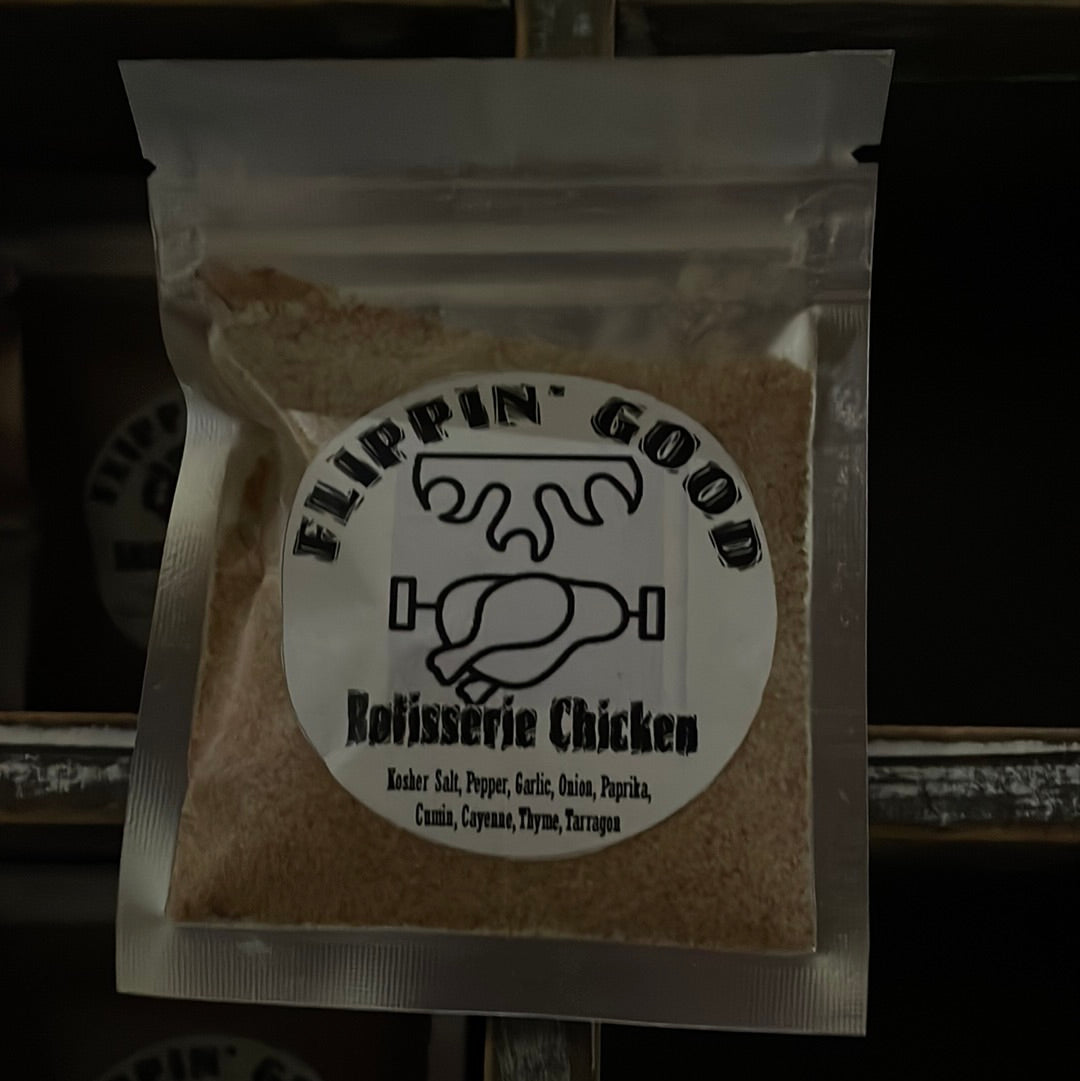 FLIPPIN' GOOD
Rotisserie Chicken
Kosher Salt, Pepper, Garlic, Onion, Paprika,
Cumin, Cayenne, Thyme, Tarragon